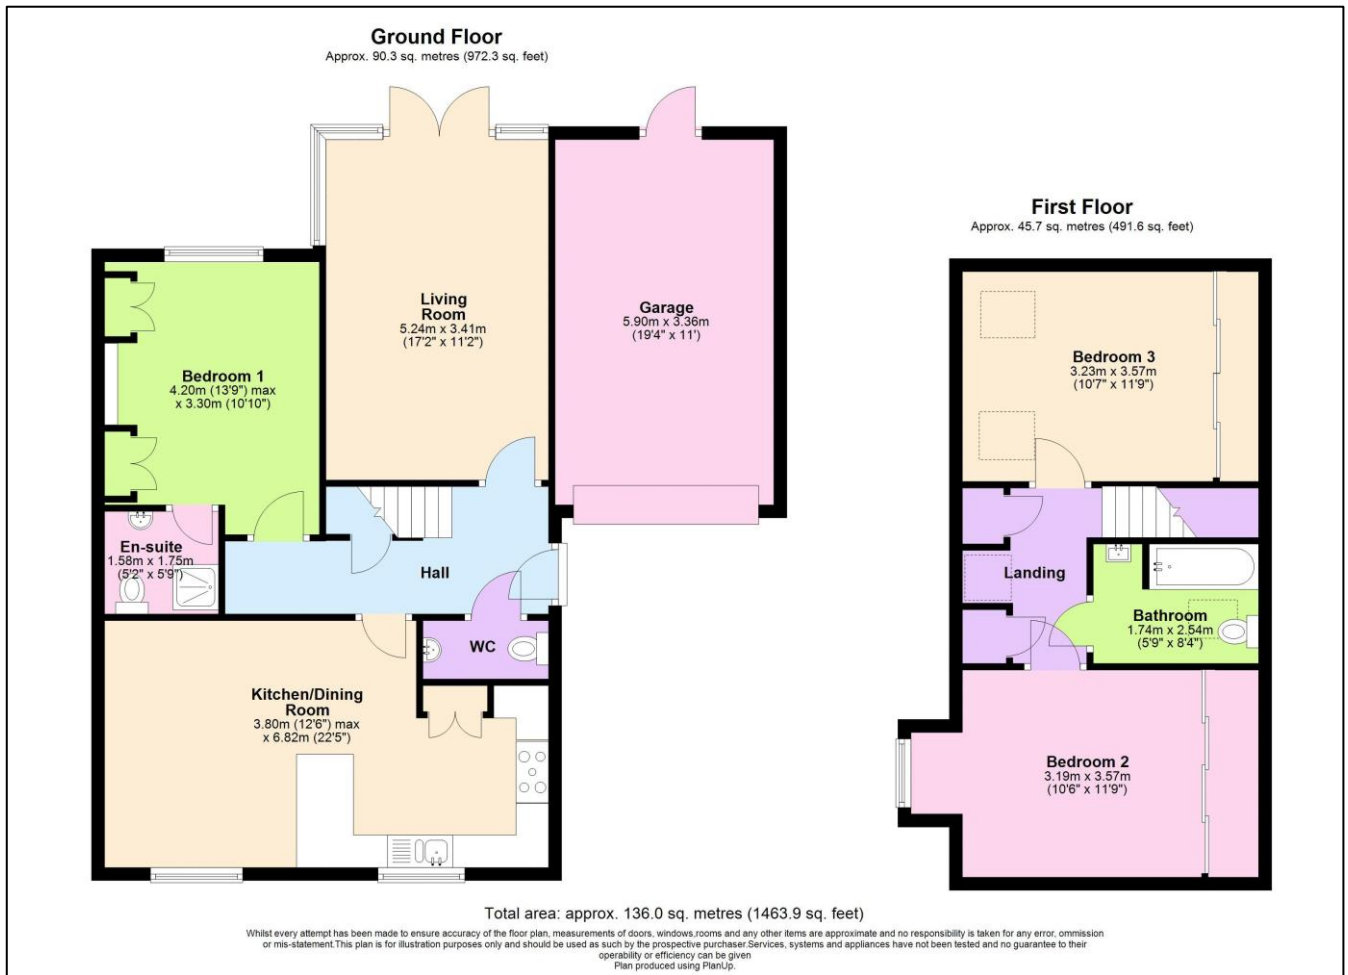 Ground Floor
Approx. 90.3 sq. metres (972.3 sq. feet)
Living
Room
5.24m x 3.41m
(17'2" x 11'2")
Garage
5.90m x 3.36m
(19'4" x 11')
Bedroom 1
4.20m (13'9") max
x 3.30m (10'10")
En-suite
1.58m x 1.75m
(5'2" x 5'9")
Hall
WC
Kitchen/Dining
Room
3.80m (12'6") max
x 6.82m (22'5")
First Floor
Approx. 45.7 sq. metres (491.6 sq. feet)
Bedroom 3
3.23m x 3.57m
(10'7" x 11'9")
Landing
Bathroom
1.74m x 2.54m
(5'9" x 8'4")
Bedroom 2
3.19m x 3.57m
(10'6" x 11'9")
Total area: approx. 136.0 sq. metres (1463.9 sq. feet)
Whilst every attempt has been made to ensure accuracy of the floor plan, measurements of doors, windows,rooms and any other items are approximate and no responsibility is taken for any error, ommission
or mis-statement.This plan is for illustration purposes only and should be used as such by the prospective purchaser.Services, systems and appliances have not been tested and no guarantee to their
operability or efficiency can be given
Plan produced using PlanUp.